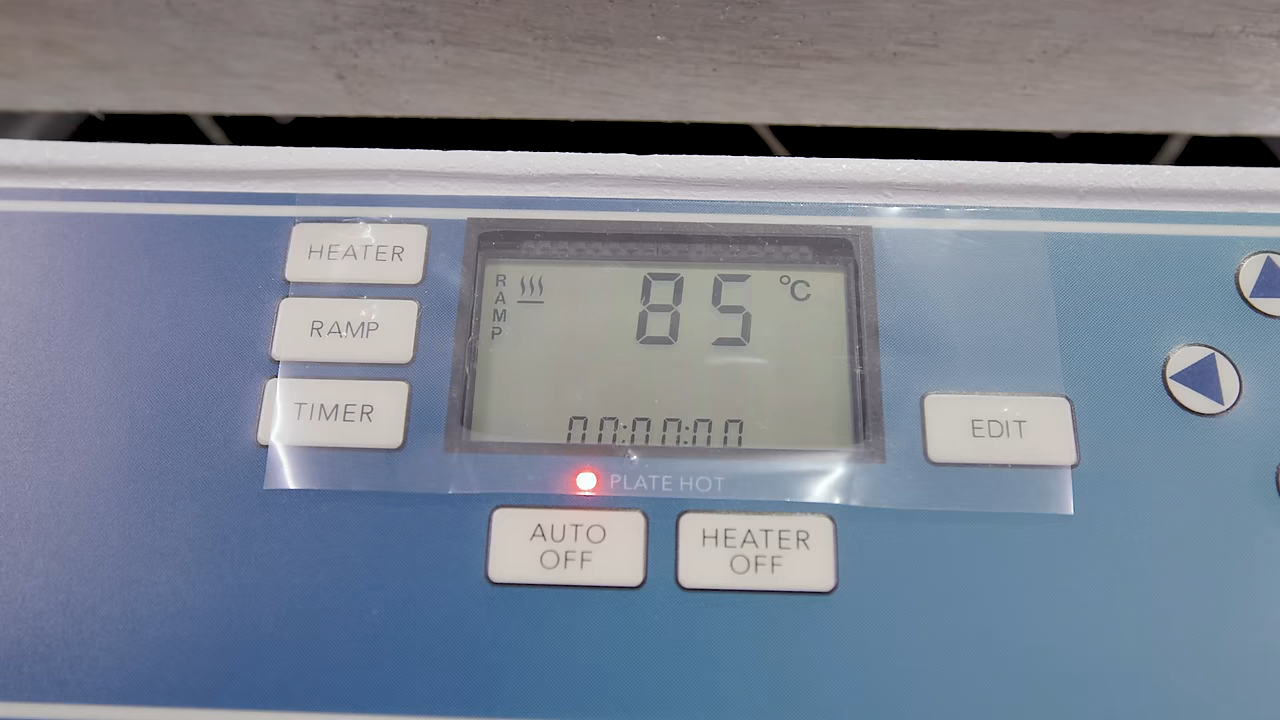 HEATER
RAMP
TIMER
RAMP
85 °C
00:00:00
EDIT
PLATE HOT
AUTO OFF
HEATER OFF